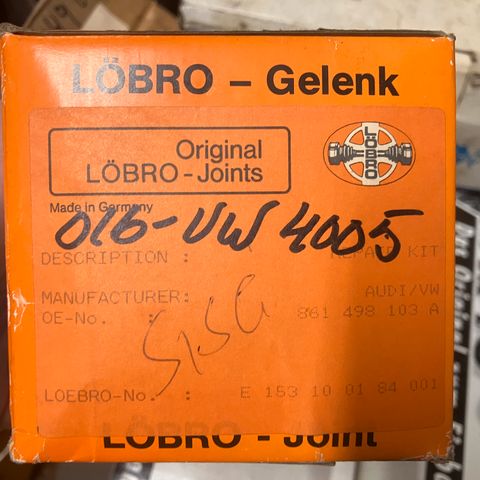 LÖBRO – Gelenk
Original
LÖBRO-Joints
LÖBRO
Made in Germany
016-VW 4005
DESCRIPTION : REPAIR KIT
MANUFACTURER: AUDI/VW
OE-No. : 861 498 103 A
LOEBRO-No. : E 153 10 01 84 001
LÖBRO - Joint